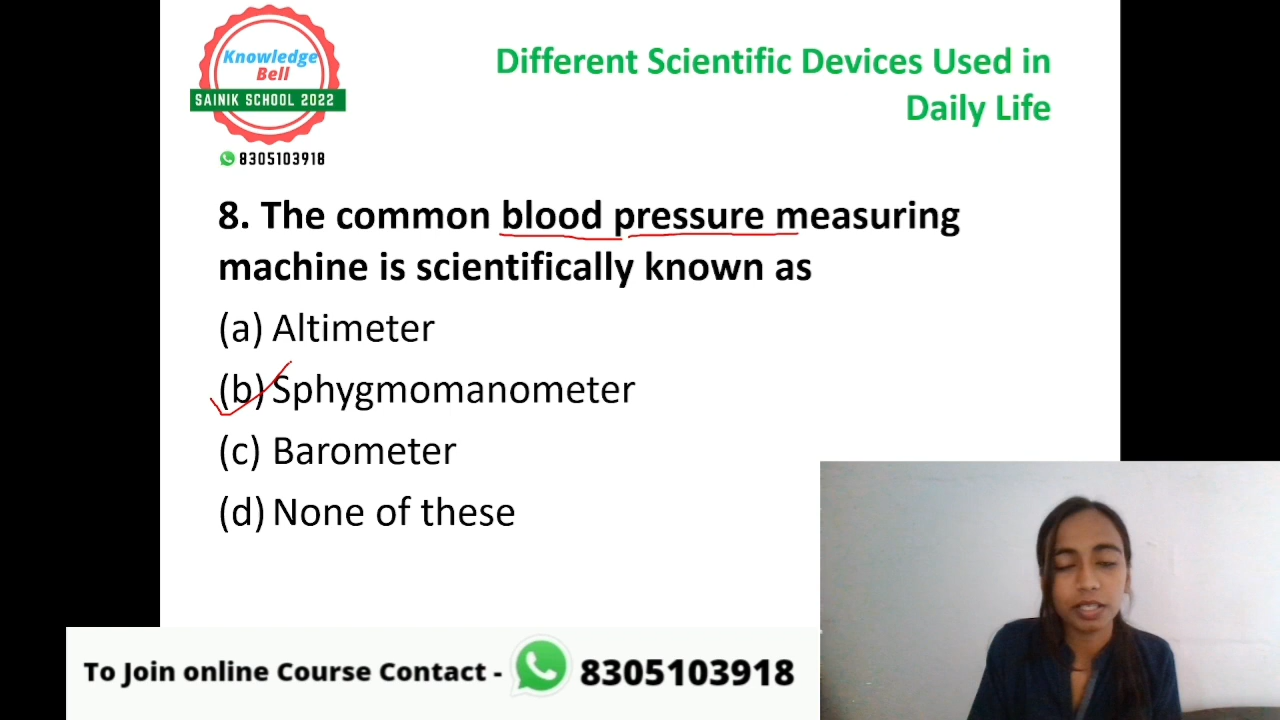 Knowledge
Bell
SAINIK SCHOOL 2022
8305103918
Different Scientific Devices Used in
Daily Life
8. The common blood pressure measuring
machine is scientifically known as
(a) Altimeter
(b) Sphygmomanometer
(c) Barometer
(d) None of these
To Join online Course Contact - 8305103918